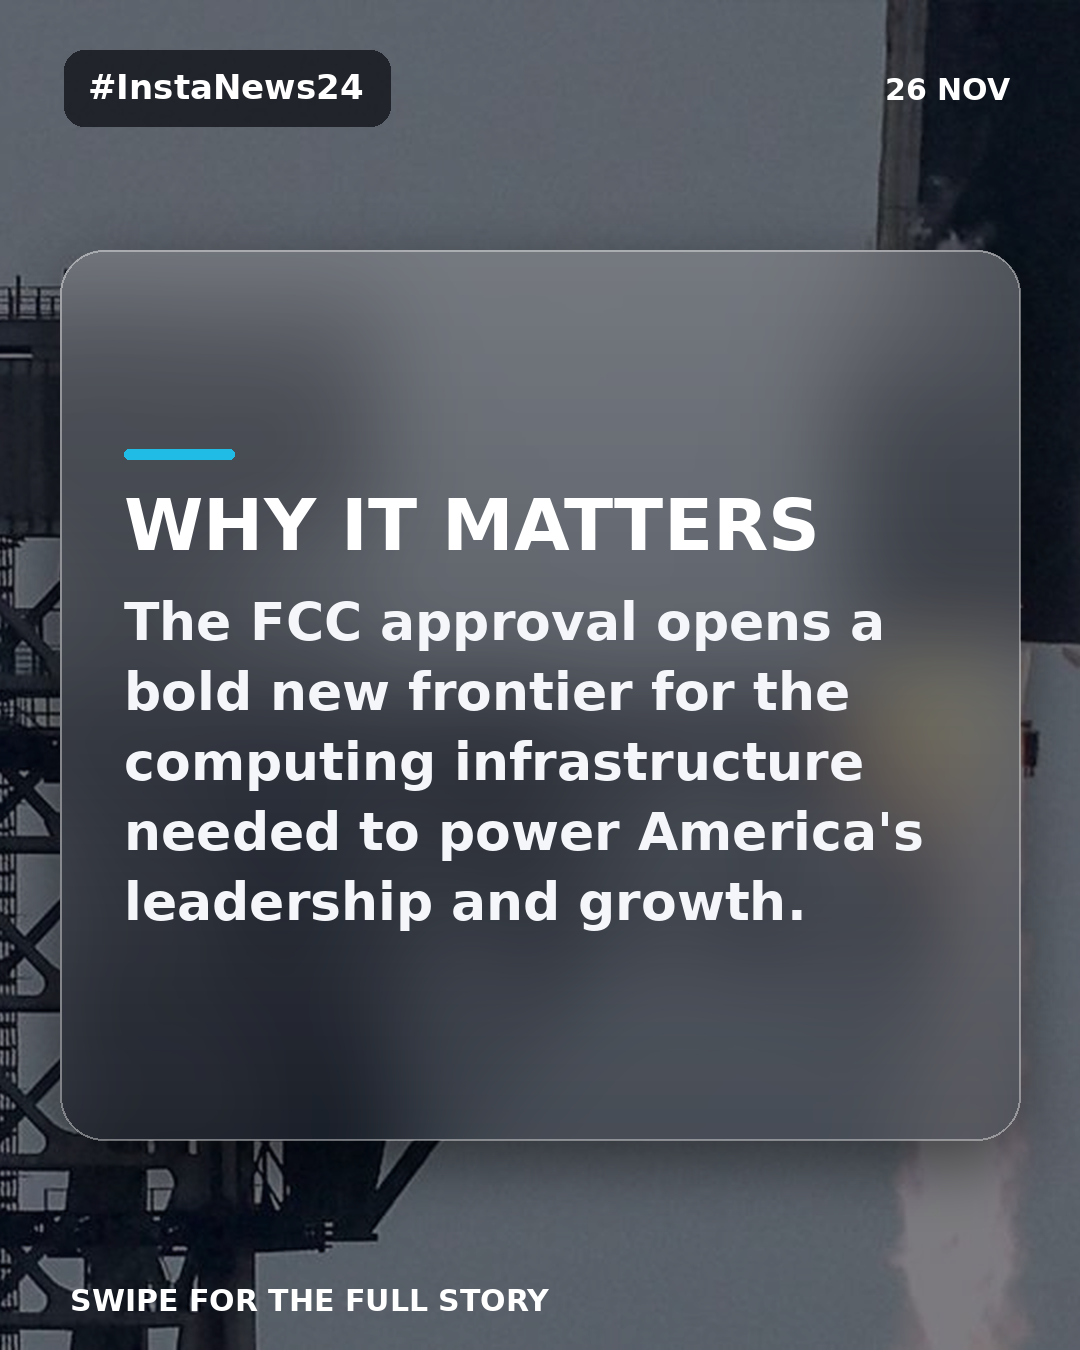 #InstaNews24
26 NOV
WHY IT MATTERS
The FCC approval opens a
bold new frontier for the
computing infrastructure
needed to power America's
leadership and growth.
SWIPE FOR THE FULL STORY